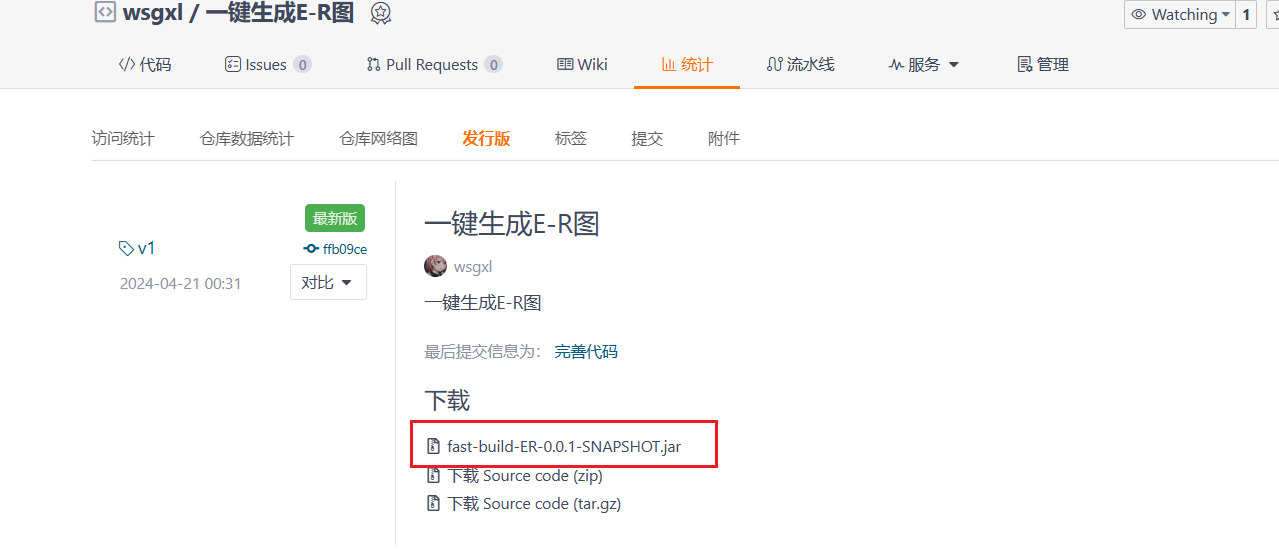 wsgxl / 一键生成E-R图
Watching 1
代码 Issues 0 Pull Requests 0 Wiki 统计 流水线 服务 管理
访问统计 仓库数据统计 仓库网络图 发行版 标签 提交 附件
最新版
v1 ffb09ce
2024-04-21 00:31 对比
一键生成E-R图
wsgxl
一键生成E-R图
最后提交信息为： 完善代码
下载
fast-build-ER-0.0.1-SNAPSHOT.jar
下载 Source code (zip)
下载 Source code (tar.gz)